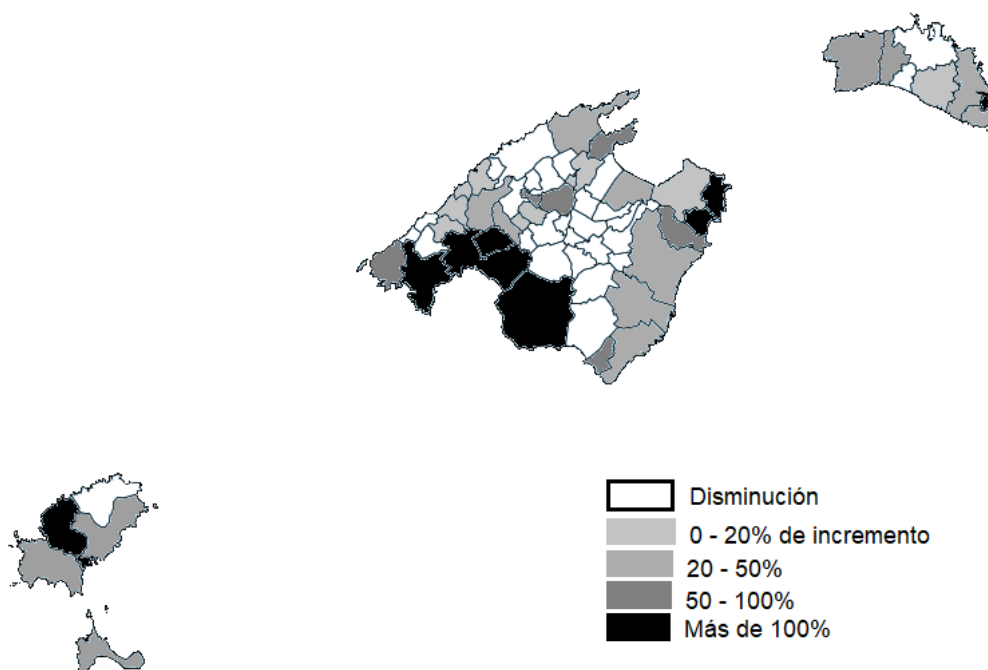 Disminución
0 - 20% de incremento
20 - 50%
50 - 100%
Más de 100%